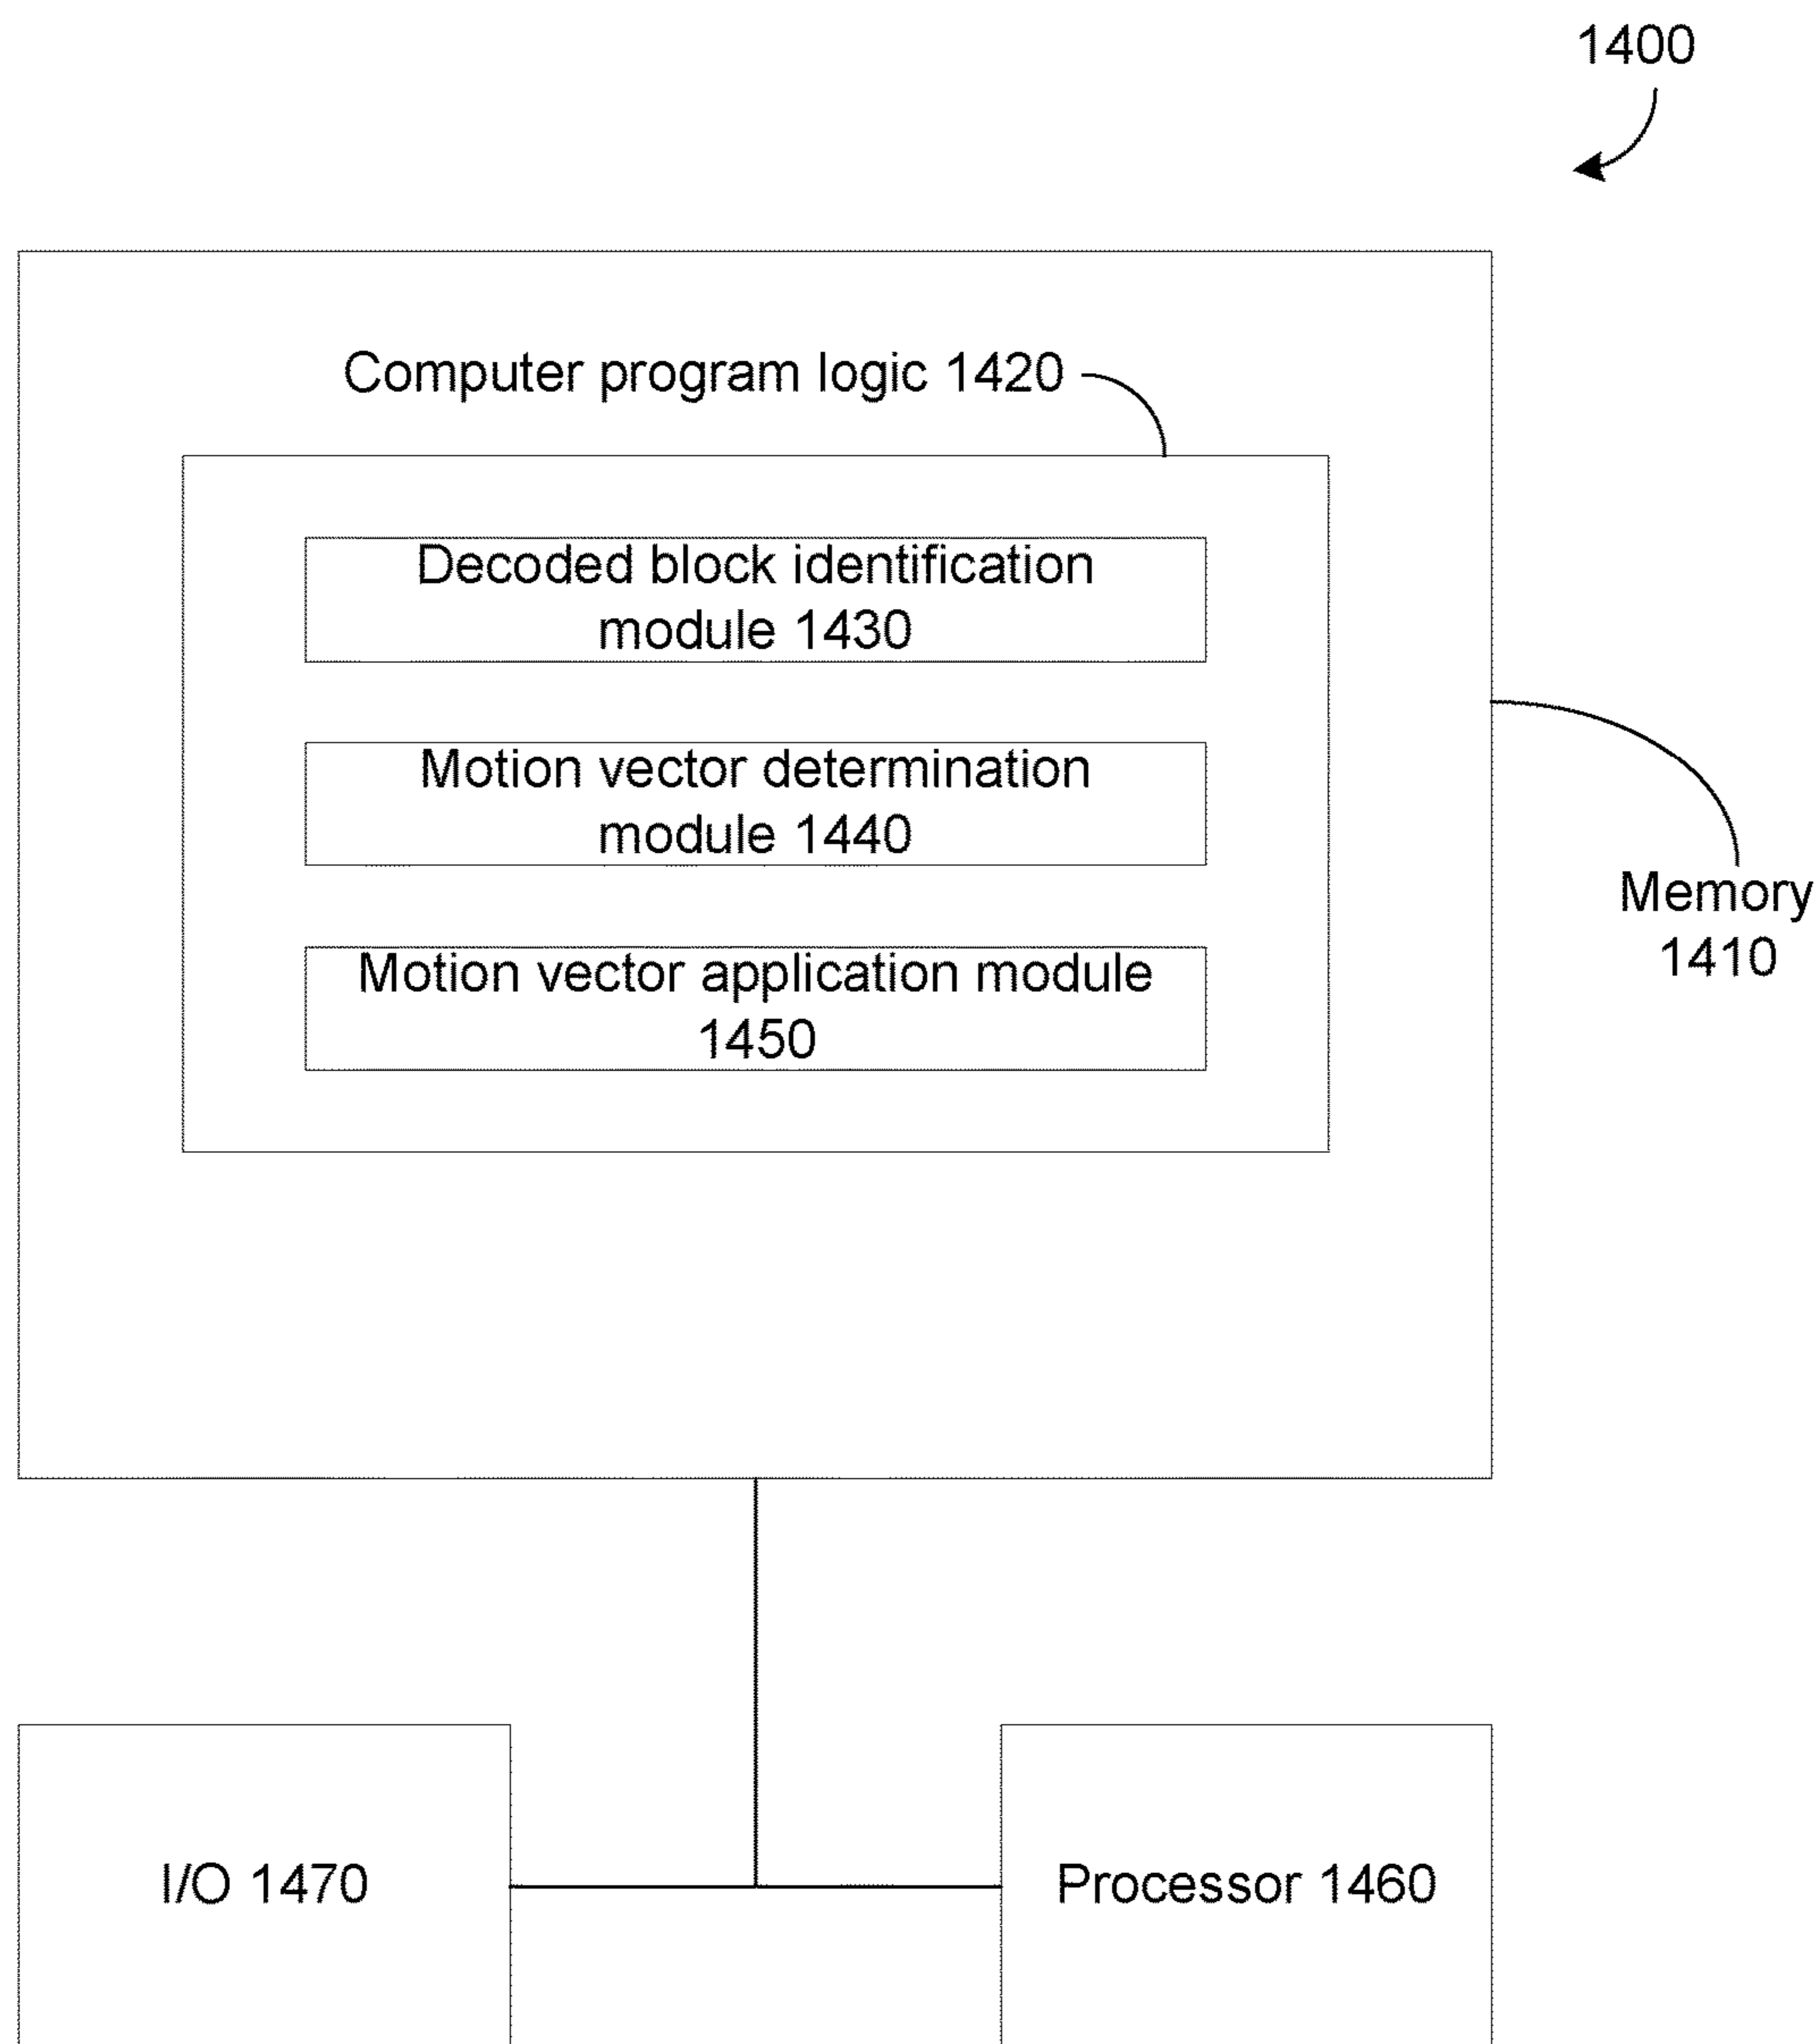 1400
Computer program logic 1420
Decoded block identification
module 1430
Motion vector determination
module 1440
Motion vector application module
1450
Memory
1410
I/O 1470
Processor 1460